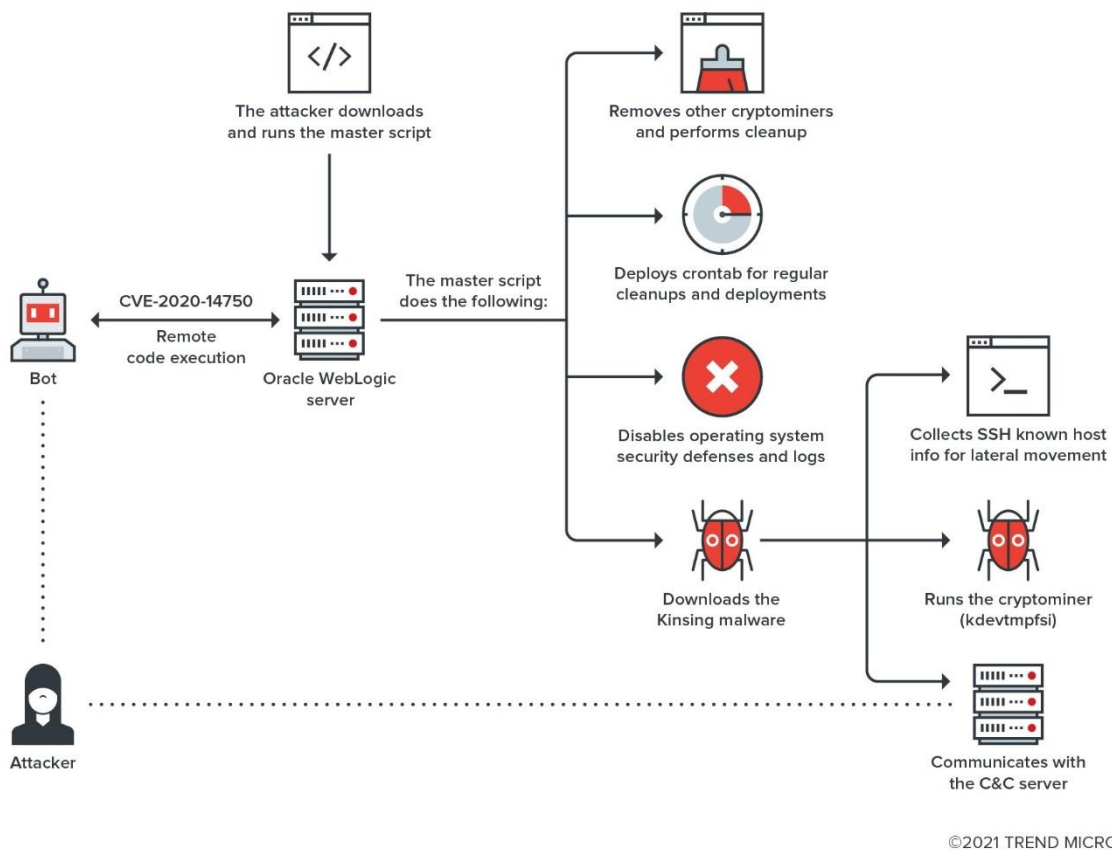 The attacker downloads
and runs the master script
Removes other cryptominers
and performs cleanup
Deploys crontab for regular
cleanups and deployments
The master script
does the following:
CVE-2020-14750
Remote
code execution
Bot
Oracle WebLogic
server
Disables operating system
security defenses and logs
Collects SSH known host
info for lateral movement
Downloads the
Kinsing malware
Runs the cryptominer
(kdevtmpfsi)
Attacker
Communicates with
the C&C server
©2021 TREND MICRO